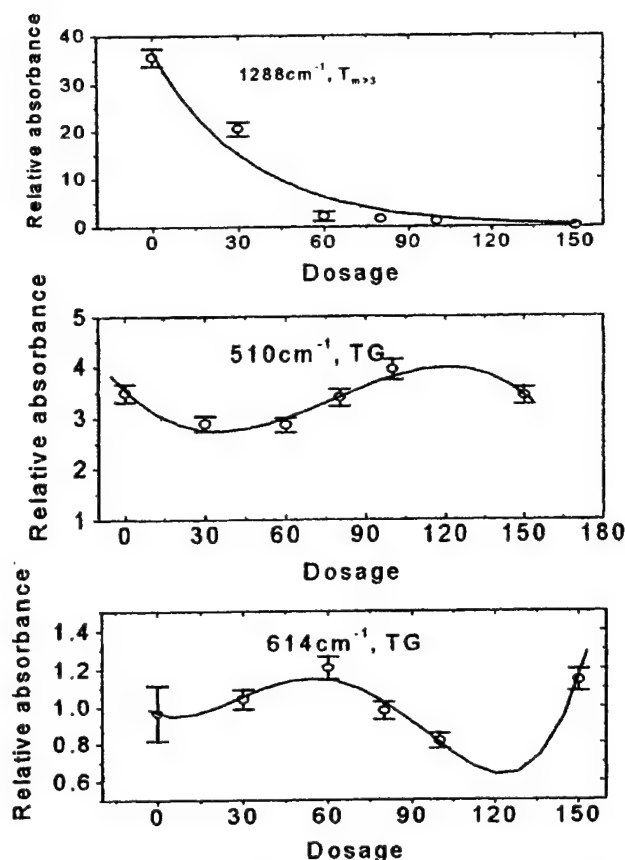 40
30
20
10
0
Relative absorbance
1288cm⁻¹, Tₘ>₃
0 30 60 90 120 150
Dosage
5
4
3
2
1
Relative absorbance
510cm⁻¹, TG
0 30 60 90 120 150 180
Dosage
1.4
1.2
1.0
0.8
0.6
Relative absorbance
614cm⁻¹, TG
0 30 60 90 120 150
Dosage